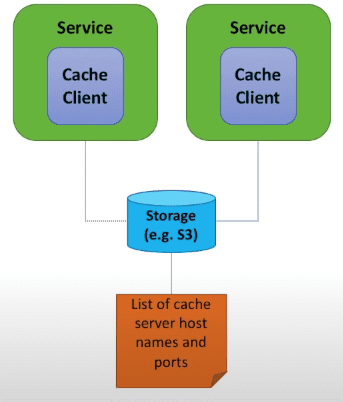 Service
Cache
Client
Service
Cache
Client
Storage
(e.g. S3)
List of cache
server host
names and
ports